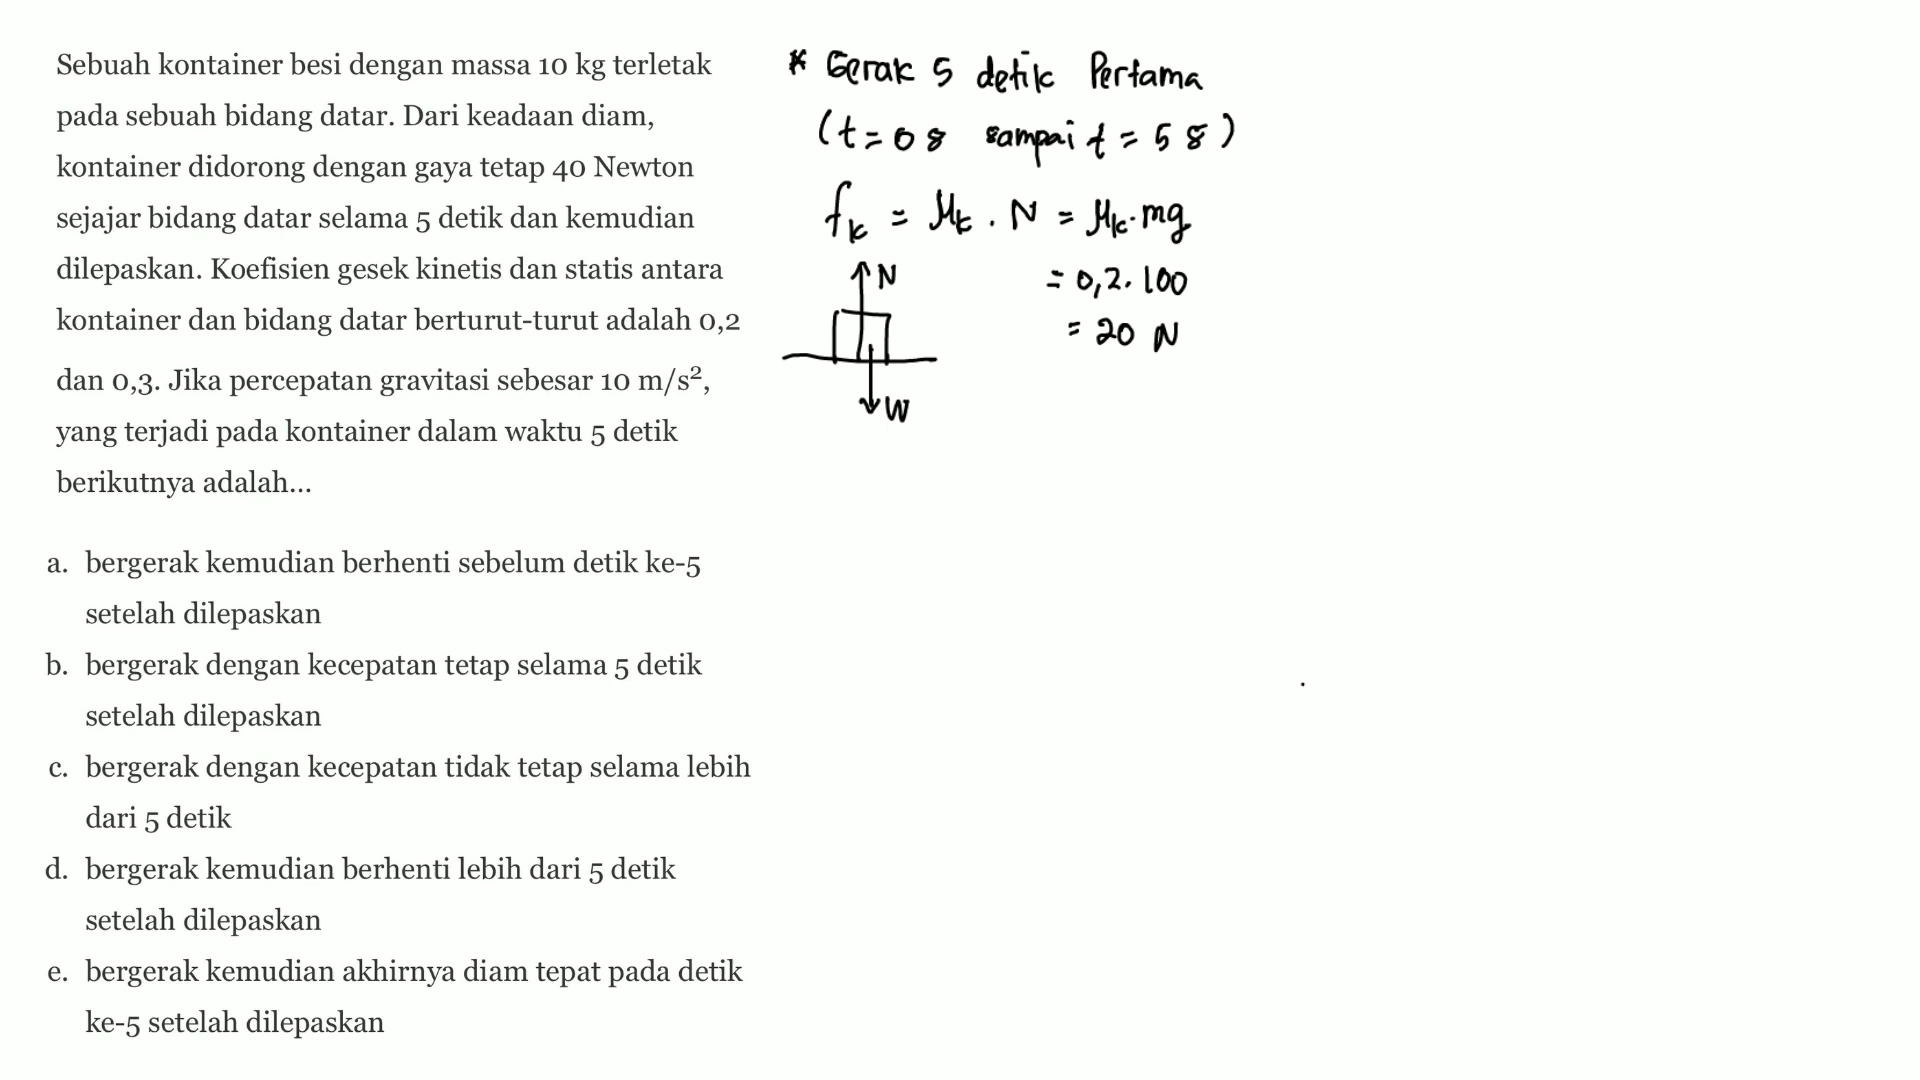 Sebuah kontainer besi dengan massa 10 kg terletak
pada sebuah bidang datar. Dari keadaan diam,
kontainer didorong dengan gaya tetap 40 Newton
sejajar bidang datar selama 5 detik dan kemudian
dilepaskan. Koefisien gesek kinetis dan statis antara
kontainer dan bidang datar berturut-turut adalah 0,2
dan 0,3. Jika percepatan gravitasi sebesar 10 m/s²,
yang terjadi pada kontainer dalam waktu 5 detik
berikutnya adalah...
a. bergerak kemudian berhenti sebelum detik ke-5
setelah dilepaskan
b. bergerak dengan kecepatan tetap selama 5 detik
setelah dilepaskan
c. bergerak dengan kecepatan tidak tetap selama lebih
dari 5 detik
d. bergerak kemudian berhenti lebih dari 5 detik
setelah dilepaskan
e. bergerak kemudian akhirnya diam tepat pada detik
ke-5 setelah dilepaskan
* Gerak 5 detik Pertama
(t = 0 s sampai t = 5 s)
fk = μk . N = μk . mg
= 0,2 . 100
= 20 N
N
W